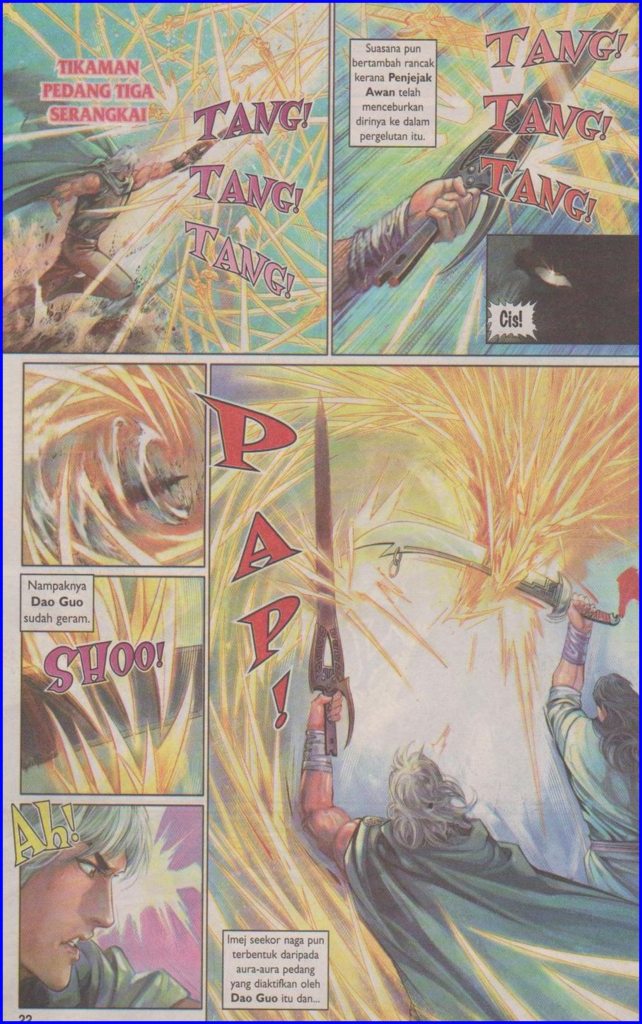 TIKAMAN
PEDANG TIGA
SERANGKAI
TANG!
TANG!
TANG!
Suasana pun
bertambah rancak
kerana Penjejak
Awan telah
menceburkan
dirinya ke dalam
pergelutan itu.
TANG!
TANG!
TANG!
Cis!
Nampaknya
Dao Guo
sudah geram.
SHOO!
Ah!
PAP!
Imej seekor naga pun
terbentuk daripada
aura-aura pedang
yang diaktifkan oleh
Dao Guo itu dan...
22